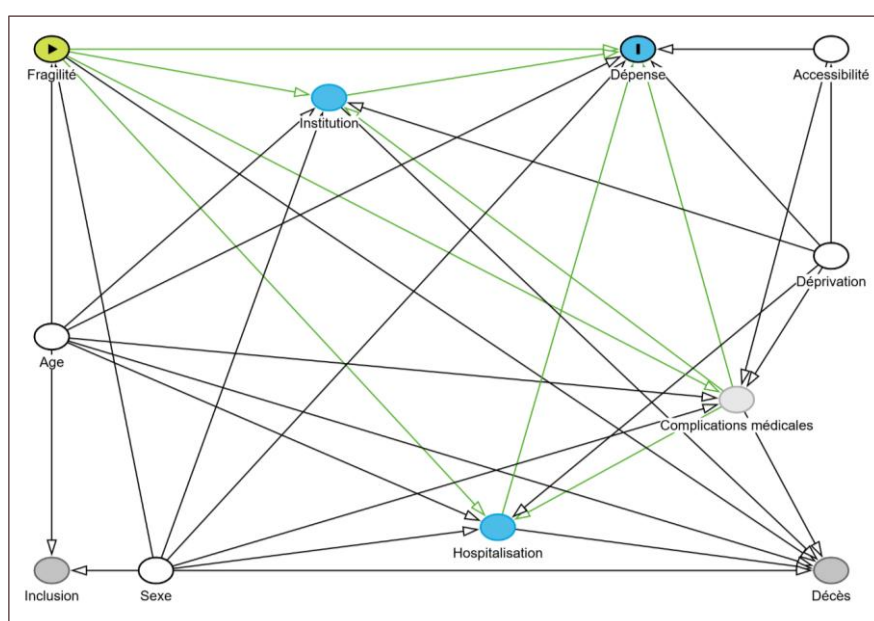 Fragilité
Dépense
Accessibilité
Institution
Déprivation
Age
Complications médicales
Hospitalisation
Inclusion
Sexe
Décès